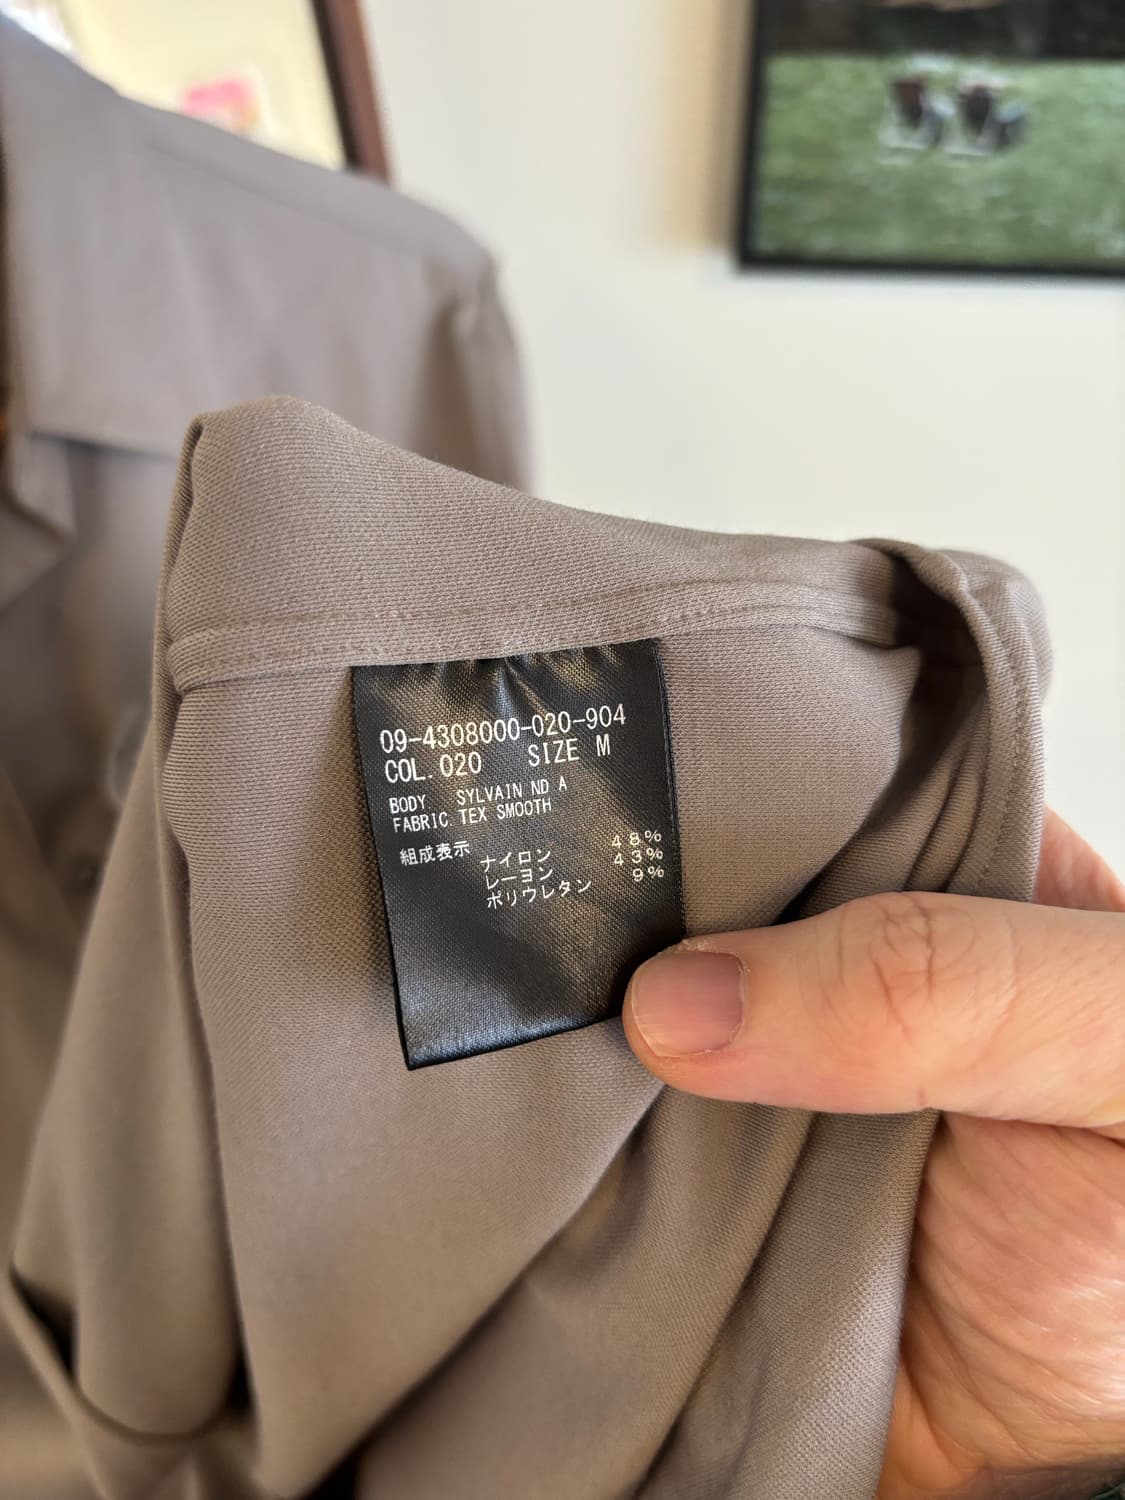 09-4308000-020-904
COL. 020 SIZE M
BODY SYLVAIN ND A
FABRIC TEX SMOOTH
組成表示
ナイロン 48%
レーヨン 43%
ポリウレタン 9%